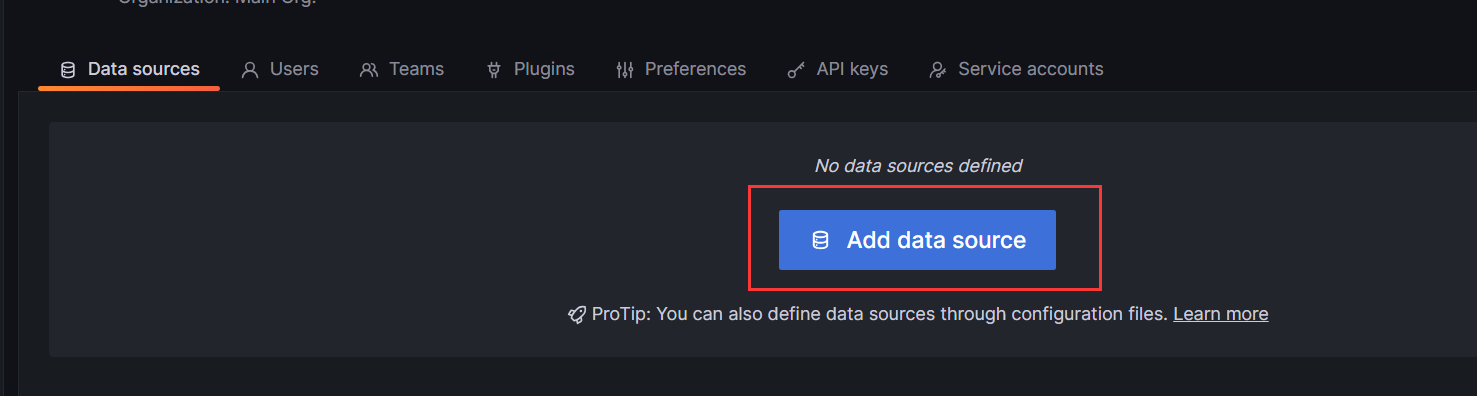 Organization: Main Org.
Data sources Users Teams Plugins Preferences API keys Service accounts
No data sources defined
Add data source
ProTip: You can also define data sources through configuration files. Learn more